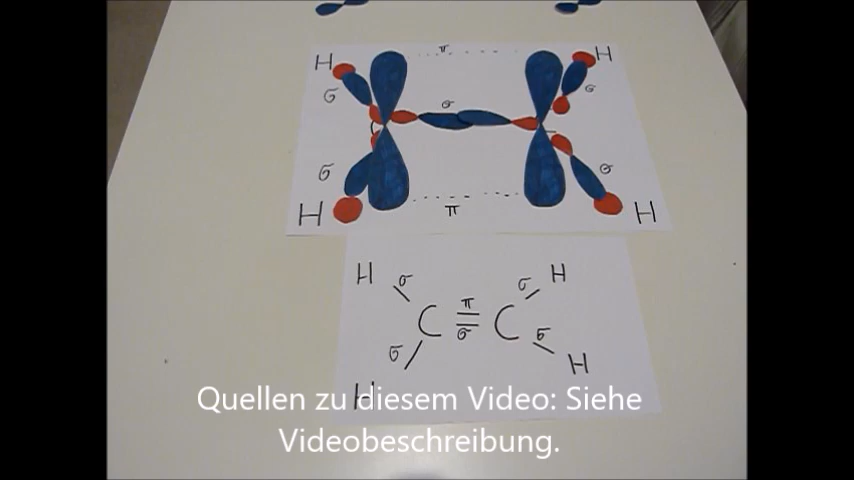 H π H
σ σ σ
C
σ σ
H π H
H σ σ H
C π C
σ
σ σ
H H
Quellen zu diesem Video: Siehe
Videobeschreibung.